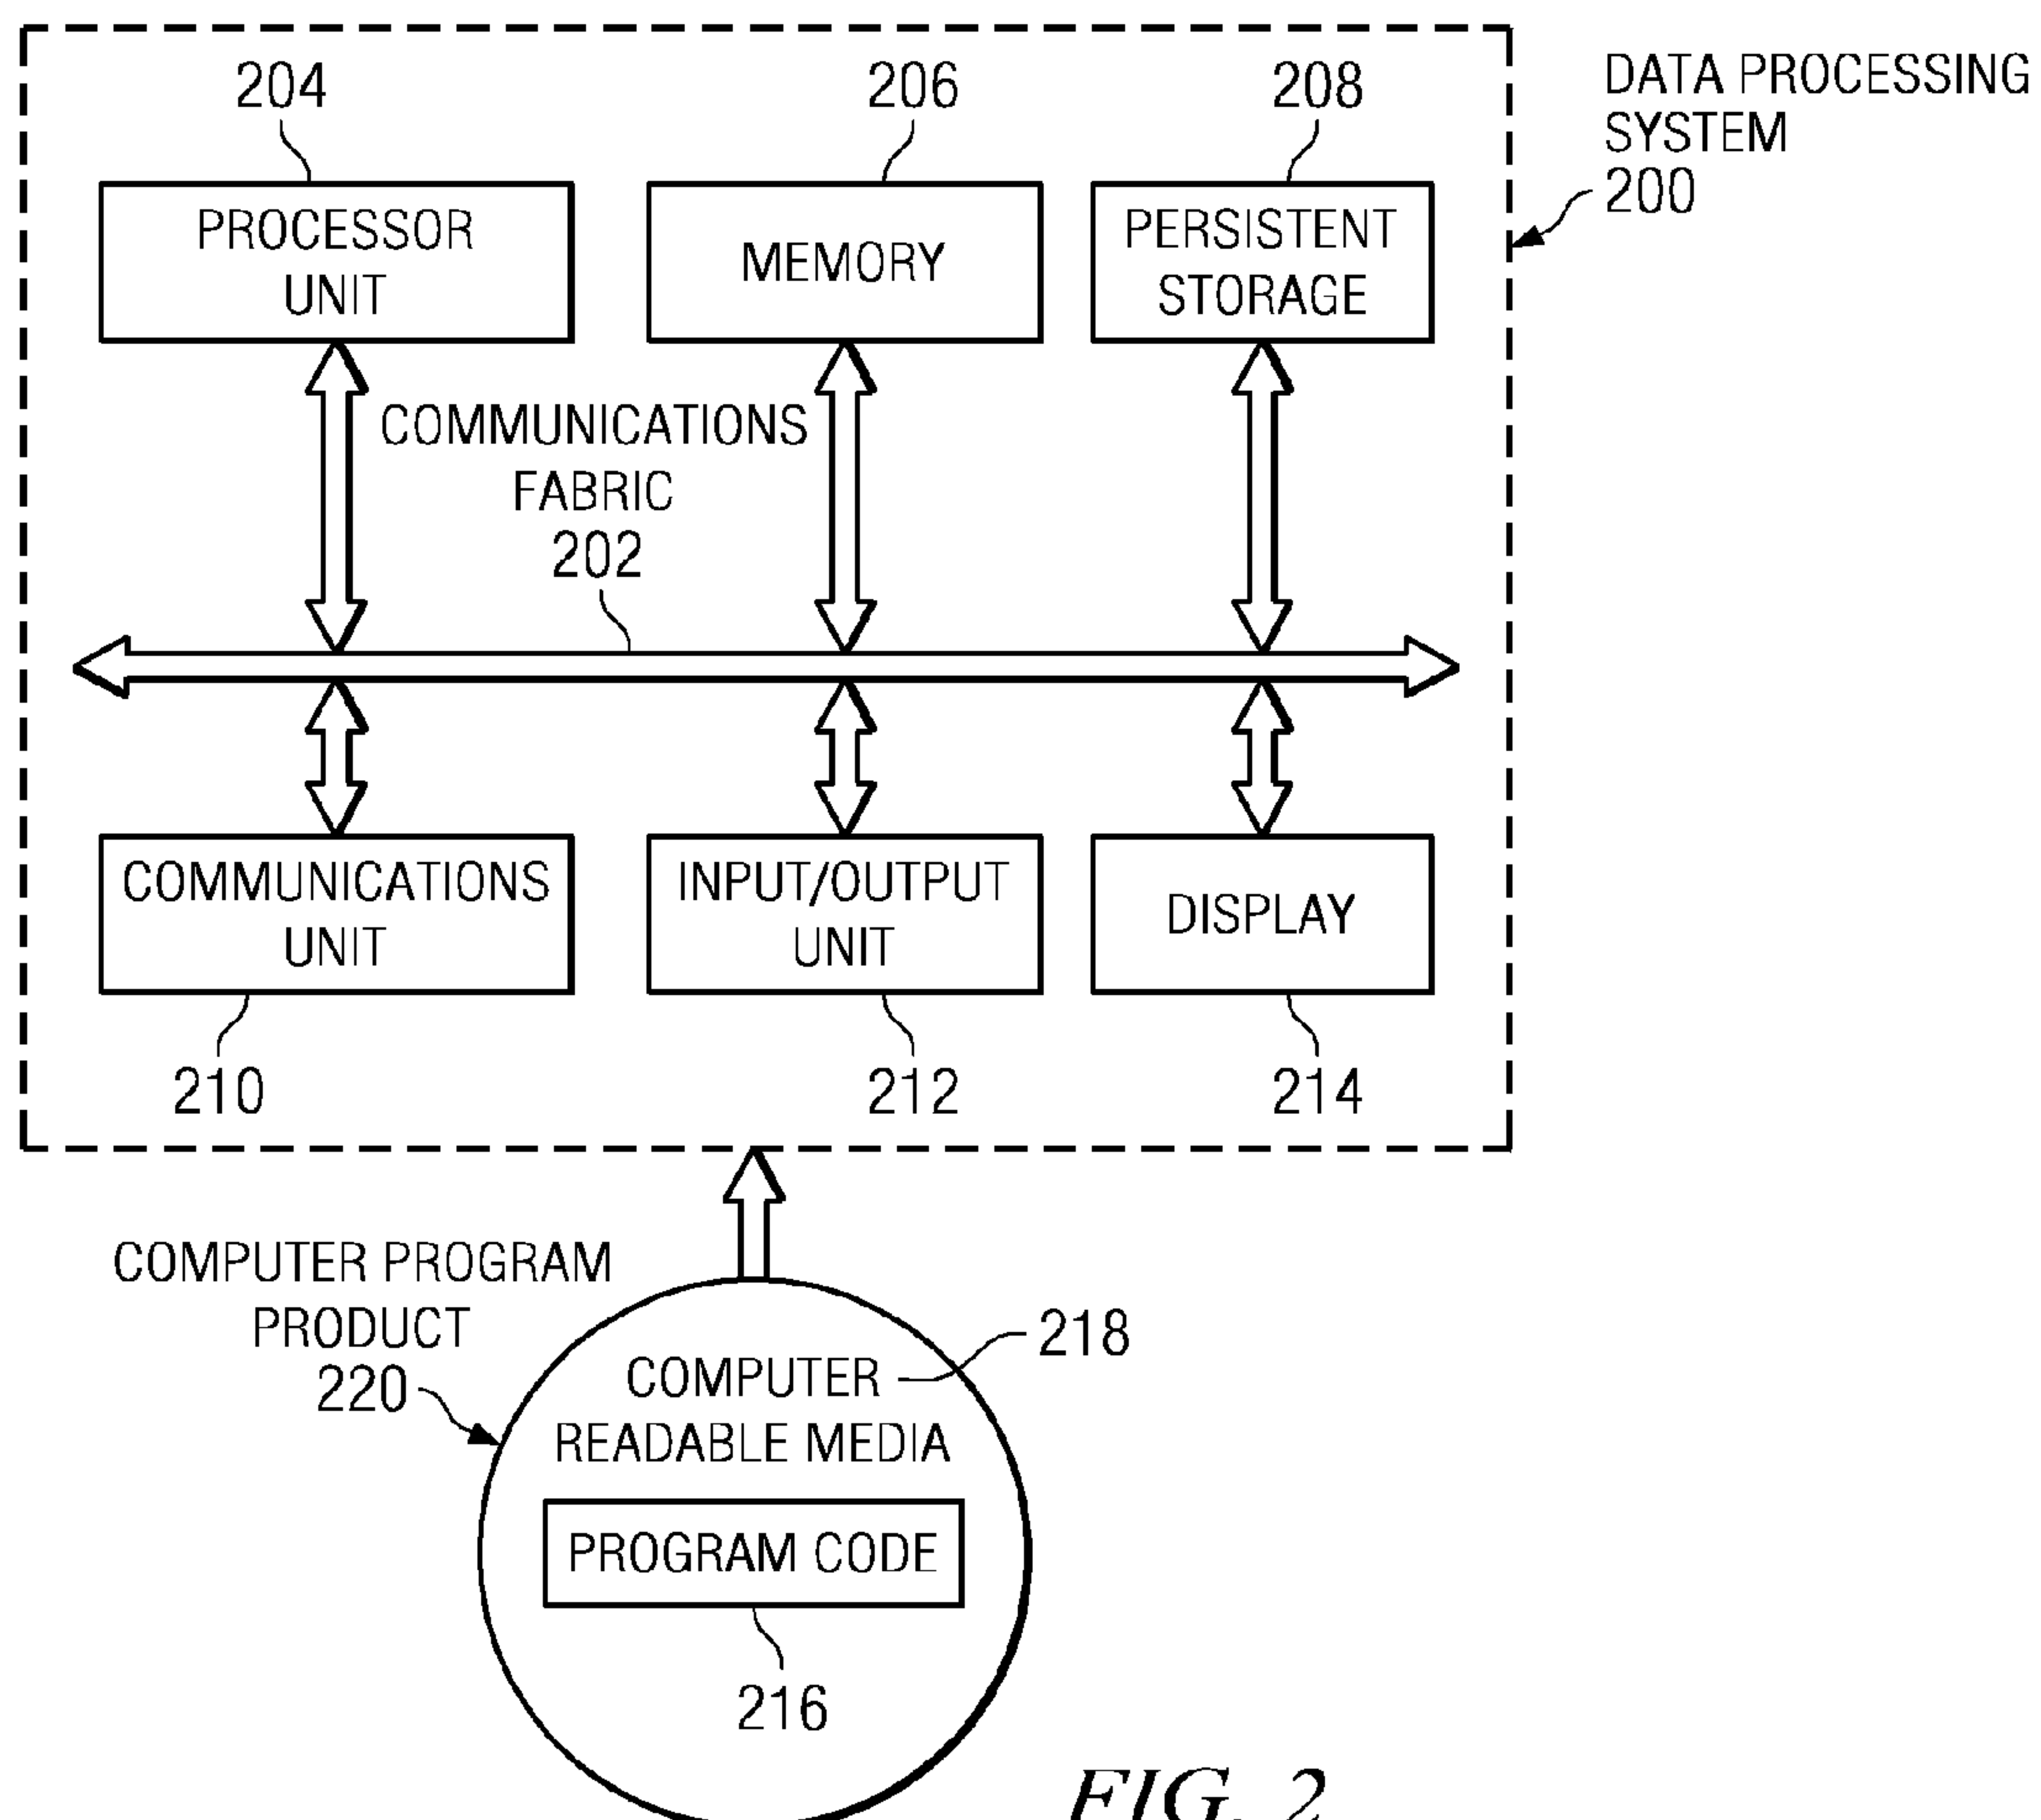 204
206
208
DATA PROCESSING
SYSTEM
200
PROCESSOR
UNIT
MEMORY
PERSISTENT
STORAGE
COMMUNICATIONS
FABRIC
202
COMMUNICATIONS
UNIT
INPUT/OUTPUT
UNIT
DISPLAY
210
212
214
COMPUTER PROGRAM
PRODUCT
220
218
COMPUTER
READABLE MEDIA
PROGRAM CODE
216
FIG. 2